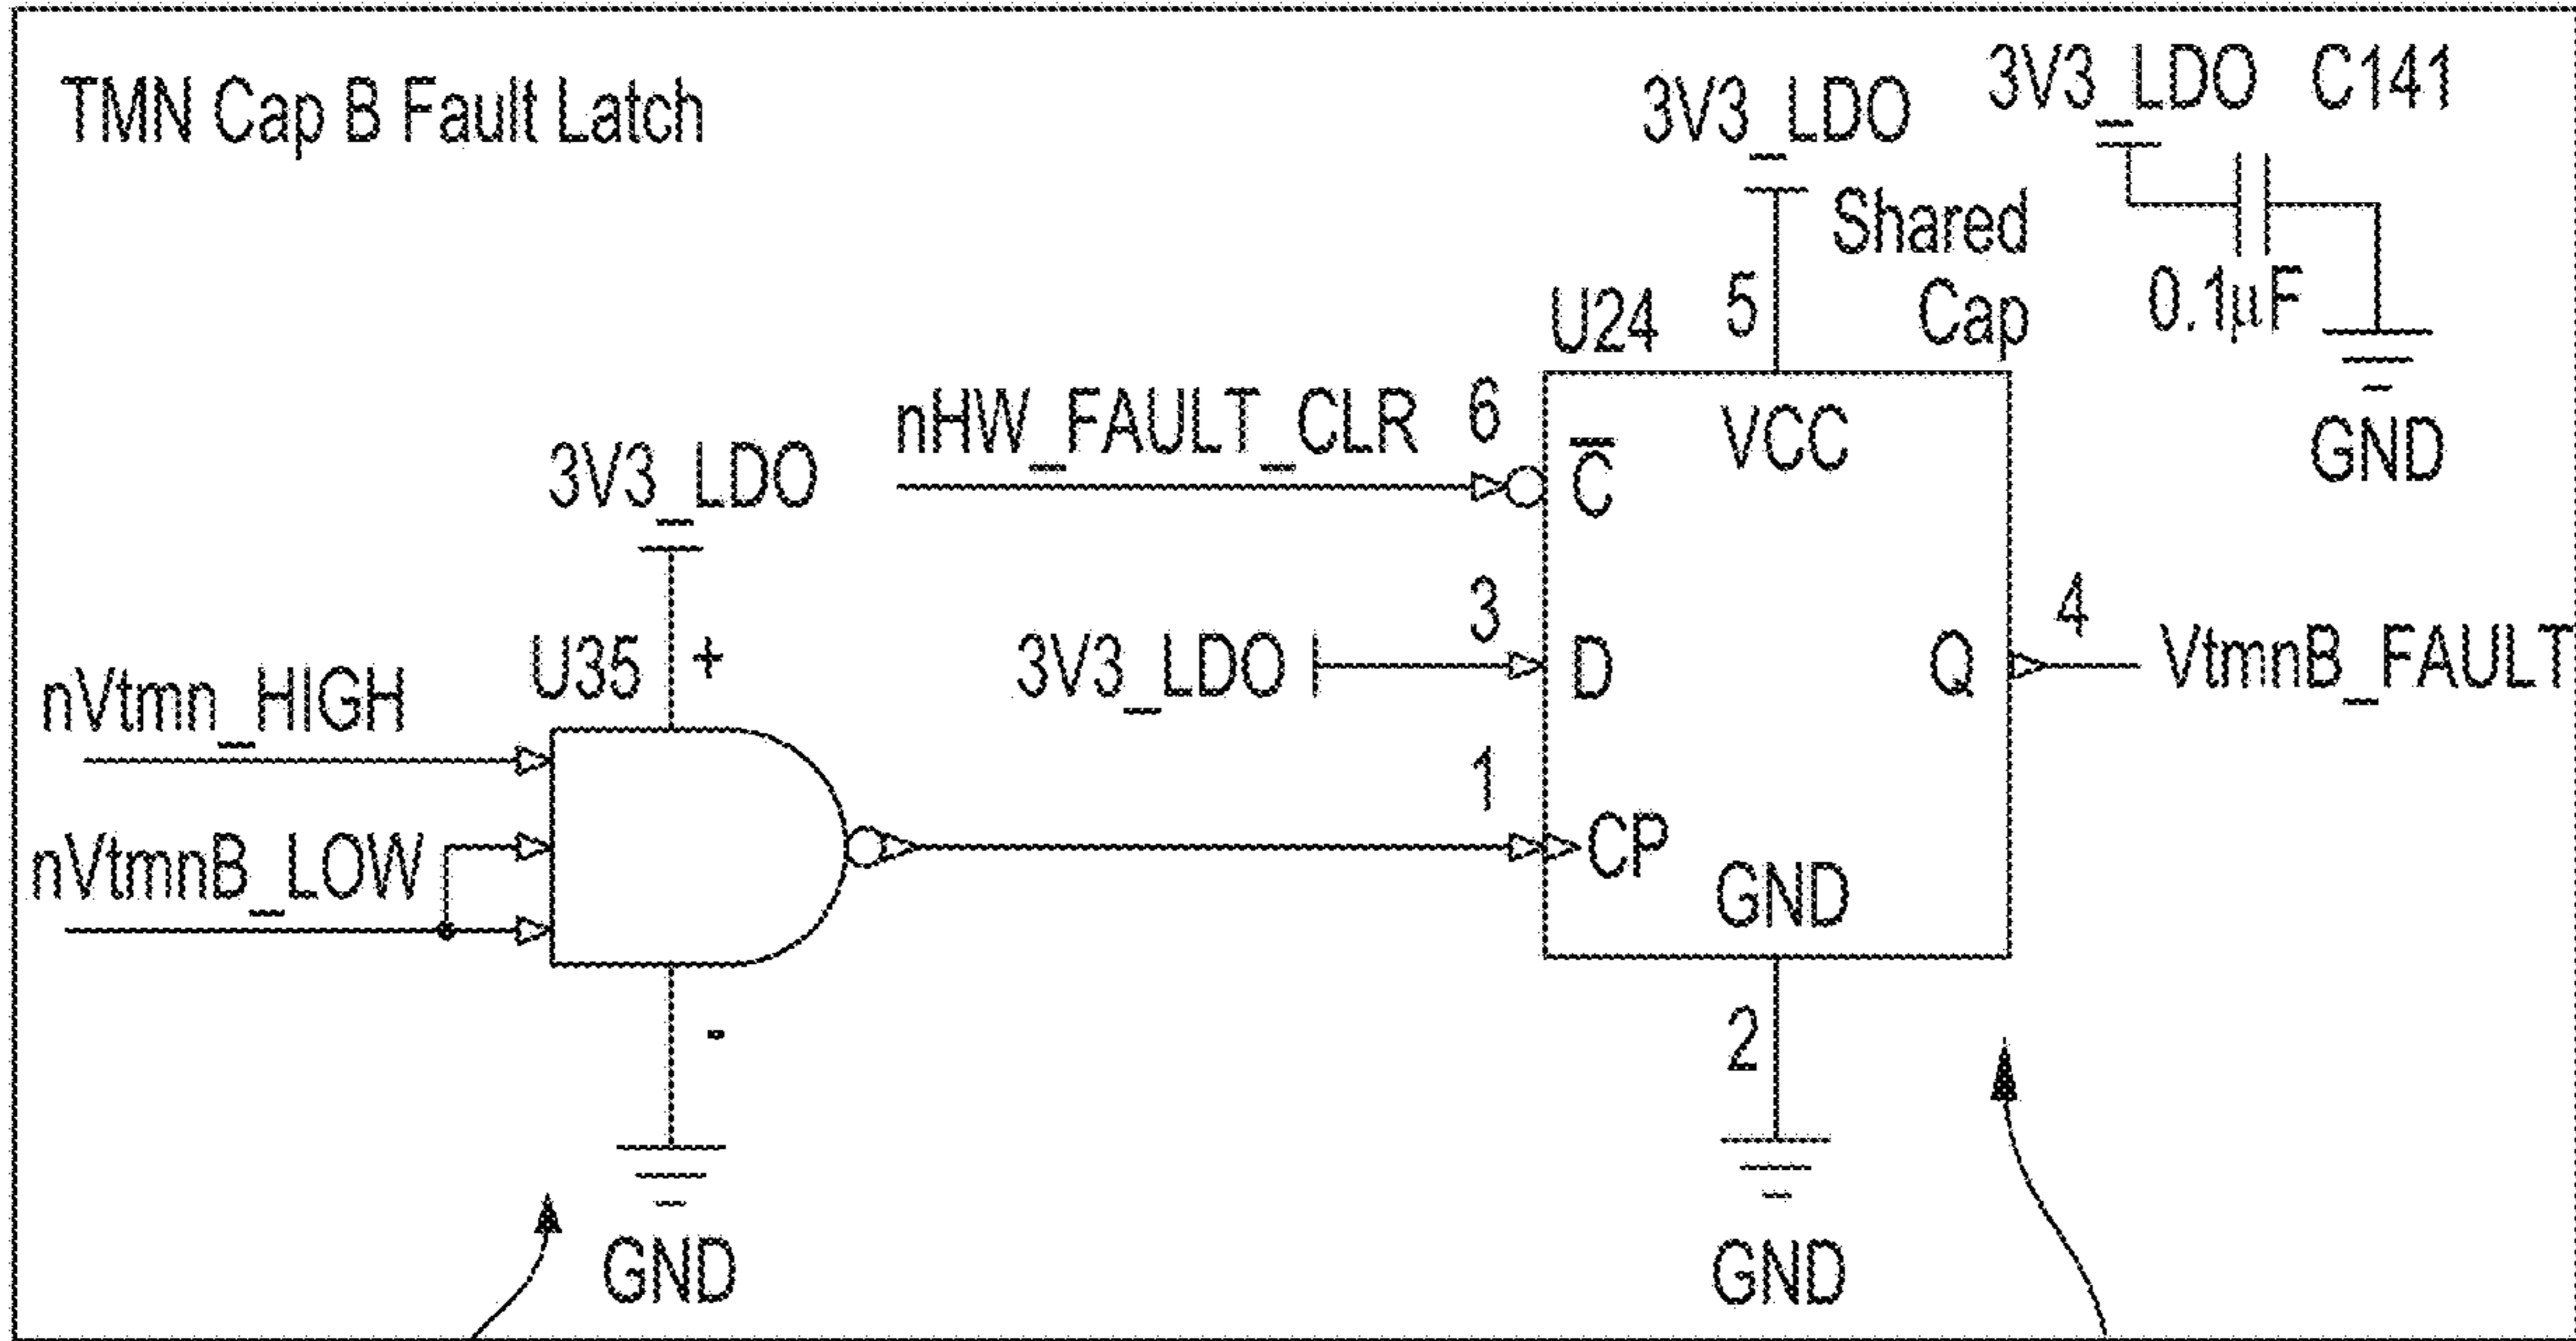 TMN Cap B Fault Latch
3V3_LDO
3V3_LDO C141
Shared
Cap
0.1µF
GND
U24
5
nHW_FAULT_CLR
6
C̅
VCC
3V3_LDO
U35
+
nVtmn_HIGH
nVtmnB_LOW
-
GND
3V3_LDO
3
D
Q
4
VtmnB_FAULT
1
CP
GND
2
GND